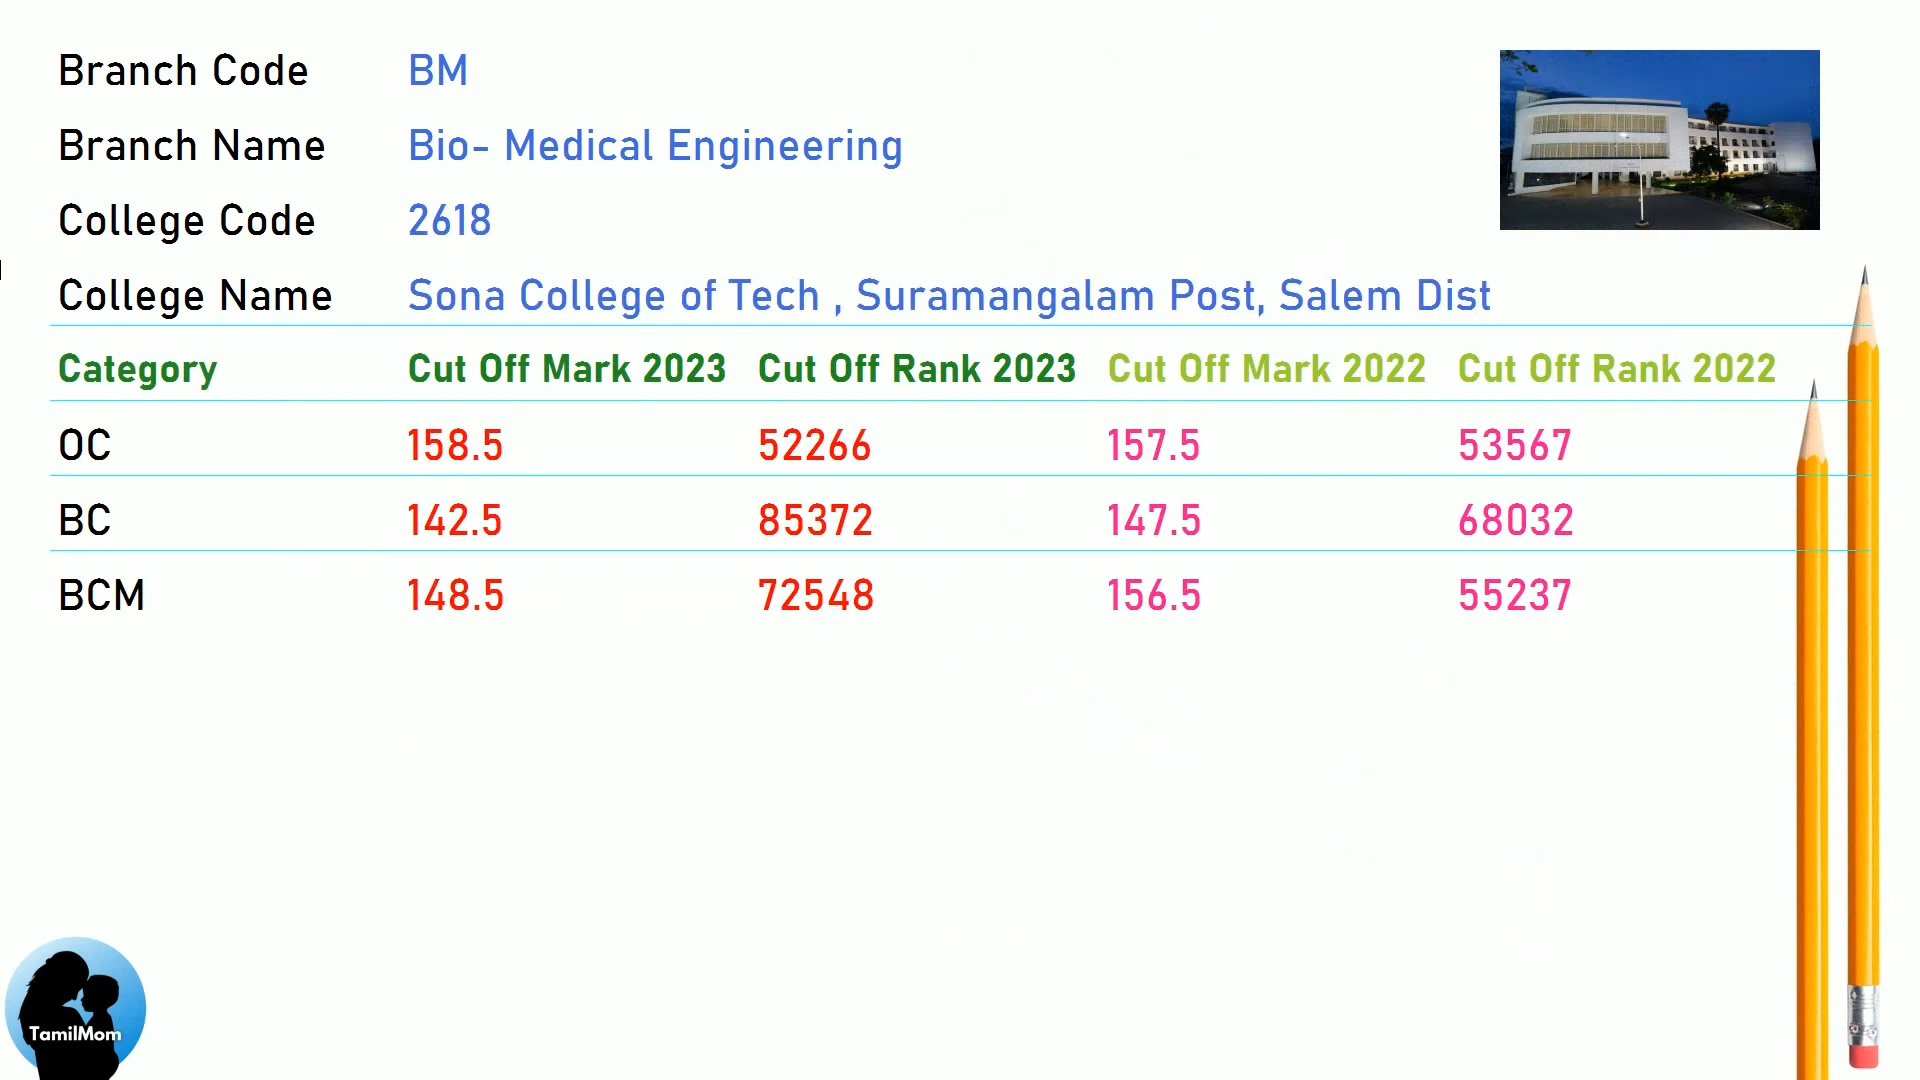 Branch Code BM
Branch Name Bio- Medical Engineering
College Code 2618
College Name Sona College of Tech , Suramangalam Post, Salem Dist
Category Cut Off Mark 2023 Cut Off Rank 2023 Cut Off Mark 2022 Cut Off Rank 2022
OC 158.5 52266 157.5 53567
BC 142.5 85372 147.5 68032
BCM 148.5 72548 156.5 55237
TamilMom